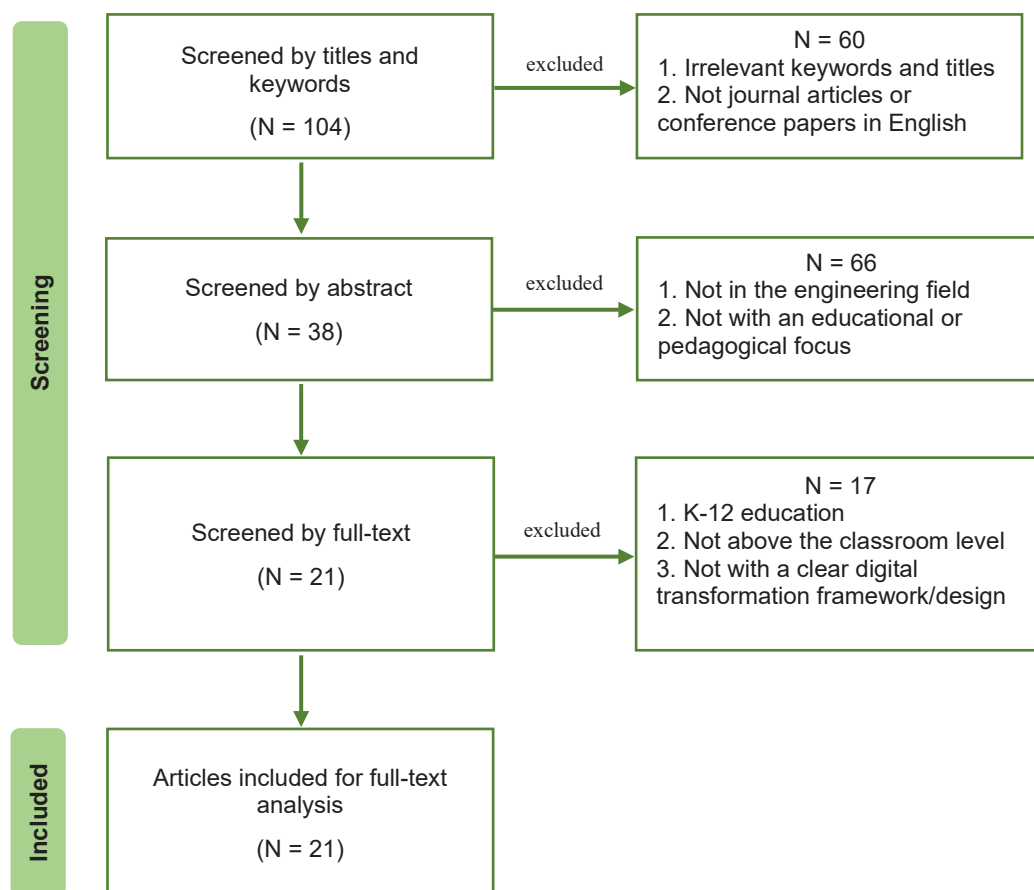 Screening
Screened by titles and
keywords
(N = 104)
excluded
N = 60
1. Irrelevant keywords and titles
2. Not journal articles or
conference papers in English
Screened by abstract
(N = 38)
excluded
N = 66
1. Not in the engineering field
2. Not with an educational or
pedagogical focus
Screened by full-text
(N = 21)
excluded
N = 17
1. K-12 education
2. Not above the classroom level
3. Not with a clear digital
transformation framework/design
Included
Articles included for full-text
analysis
(N = 21)